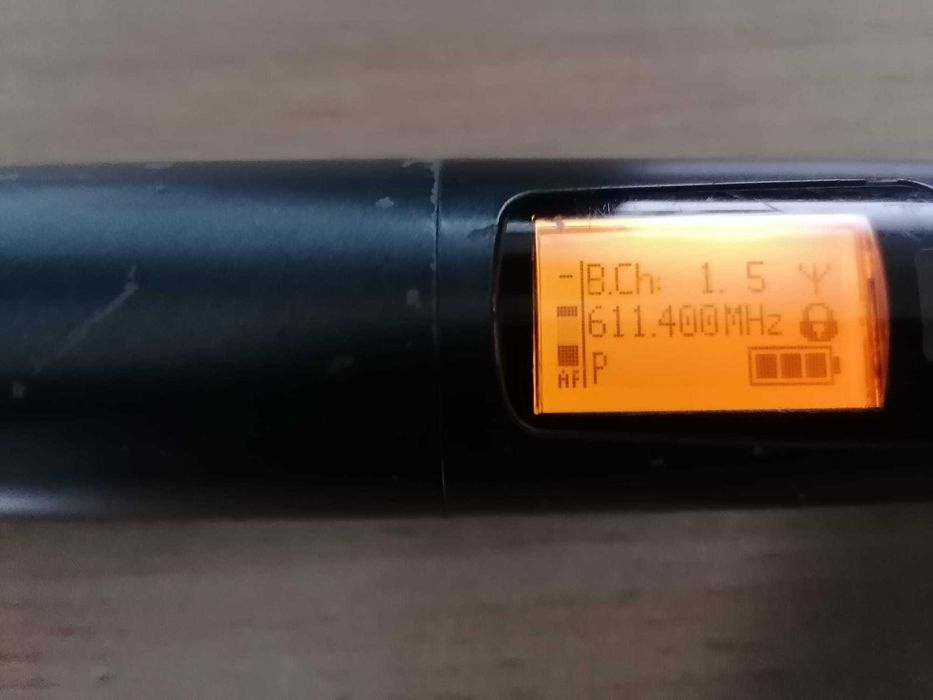 B.Ch: 1. 5
611.400MHz
P
AF